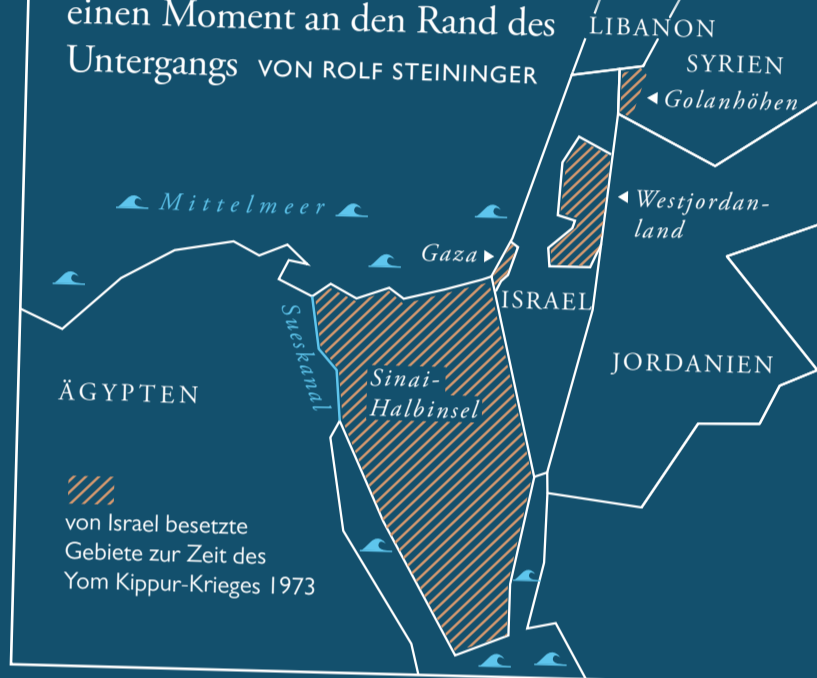 einen Moment an den Rand des
Untergangs VON ROLF STEININGER
LIBANON
SYRIEN
Golanhöhen
Mittelmeer
Westjordan-
land
Gaza
ISRAEL
Sueskanal
JORDANIEN
Sinai-
Halbinsel
ÄGYPTEN
von Israel besetzte
Gebiete zur Zeit des
Yom Kippur-Krieges 1973